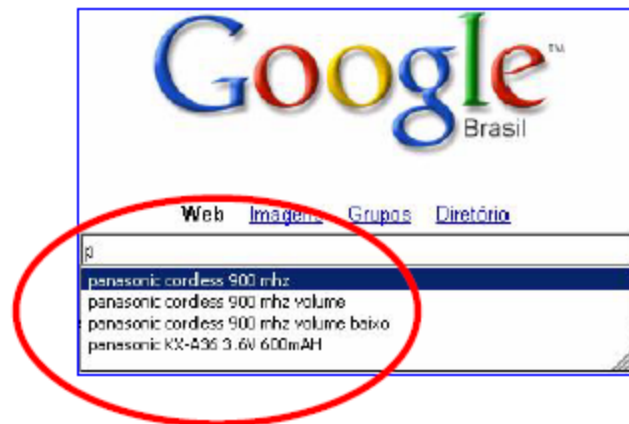 Google™
Brasil
Web Imagens Grupos Diretório
p
panasonic cordless 900 mhz
panasonic cordless 900 mhz volume
panasonic cordless 900 mhz volume baixo
panasonic KX-A36 3.6V 600mAH